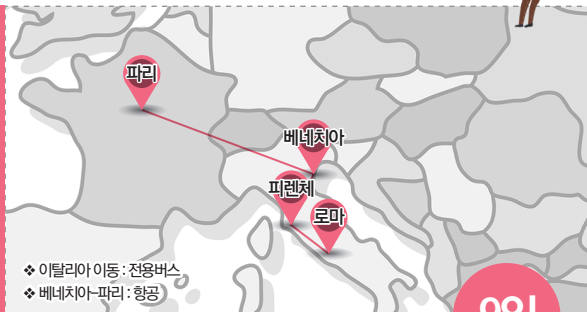 파리
베네치아
피렌체
로마
❖ 이탈리아 이동 : 전용버스
❖ 베네치아-파리 : 항공